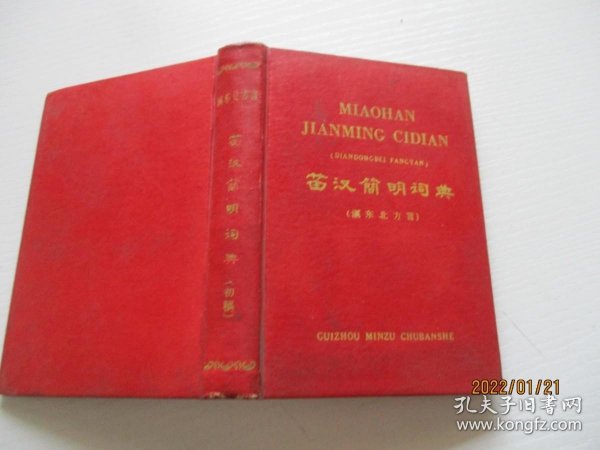 滇东北方言
苗汉简明词典（初稿）
MIAOHAN
JIANMING CIDIAN
(DIANDONGBEI FANGYAN)
苗汉简明词典
(滇东北方言)
GUIZHOU MINZU CHUBANSHE
2022/01/21
孔夫子旧书网
www.kongfz.com